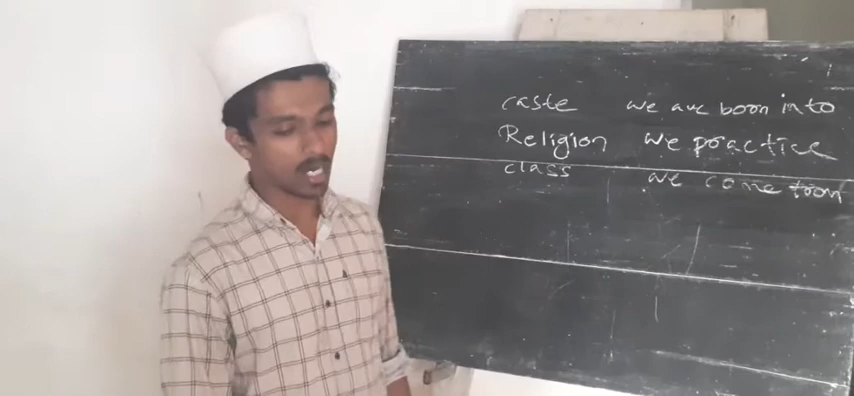 caste we are born into
Religion we practice
class we come from